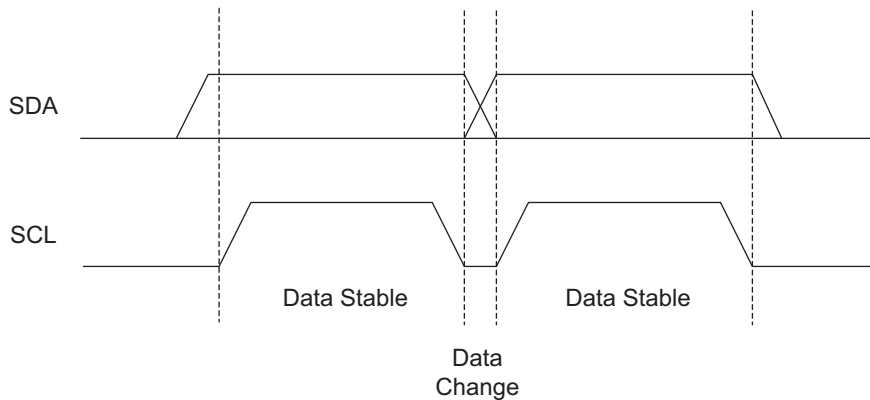 SDA
SCL
Data Stable
Data Stable
Data
Change